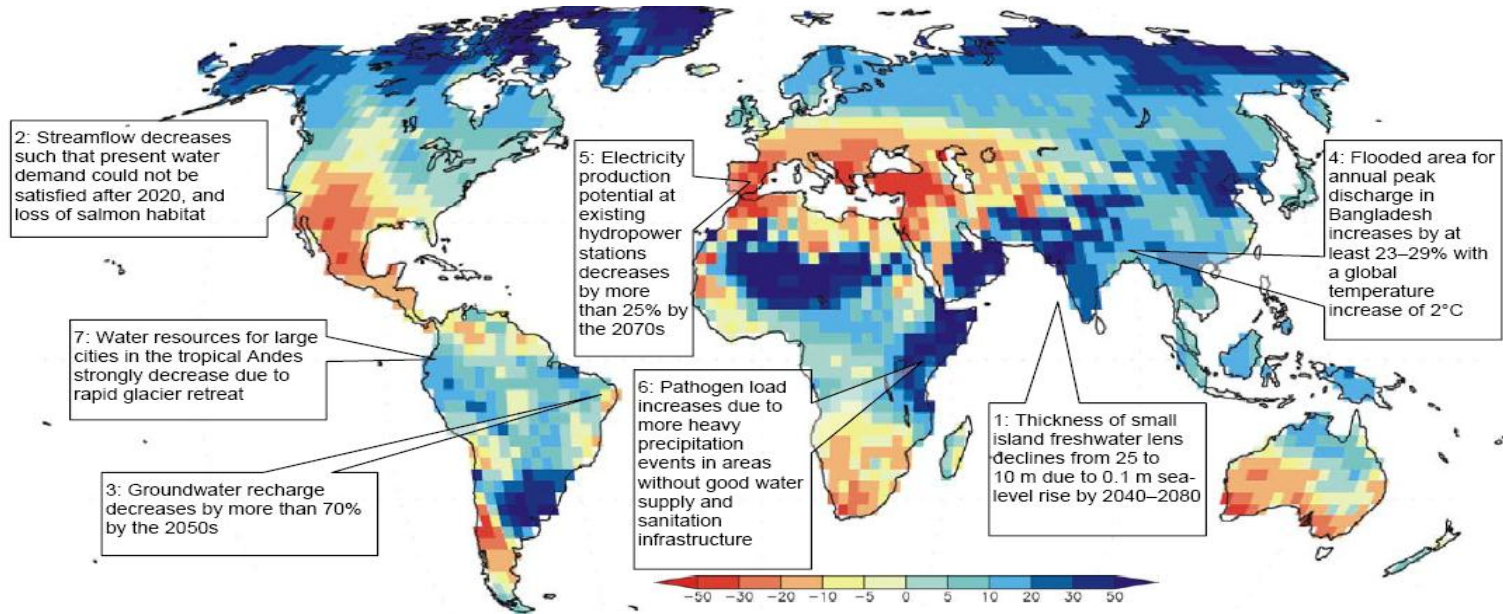 2: Streamflow decreases
such that present water
demand could not be
satisfied after 2020, and
loss of salmon habitat
5: Electricity
production
potential at
existing
hydropower
stations
decreases
by more
than 25% by
the 2070s
4: Flooded area for
annual peak
discharge in
Bangladesh
increases by at
least 23–29% with
a global
temperature
increase of 2°C
7: Water resources for large
cities in the tropical Andes
strongly decrease due to
rapid glacier retreat
6: Pathogen load
increases due to
more heavy
precipitation
events in areas
without good water
supply and
sanitation
infrastructure
1: Thickness of small
island freshwater lens
declines from 25 to
10 m due to 0.1 m sea-
level rise by 2040–2080
3: Groundwater recharge
decreases by more than 70%
by the 2050s
−50 −30 −20 −10 −5 0 5 10 20 30 50